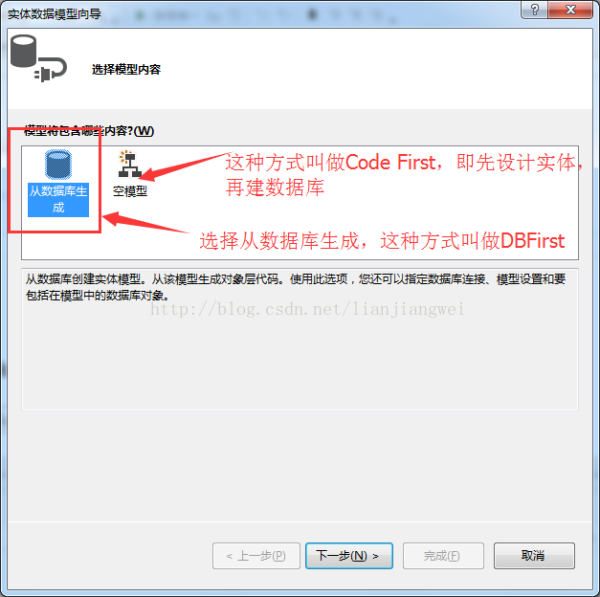 实体数据模型向导
选择模型内容
模型将包含哪些内容?(W)
从数据库生
成
空模型
这种方式叫做Code First，即先设计实体，
再建数据库
选择从数据库生成，这种方式叫做DBFirst
从数据库创建实体模型。从该模型生成对象层代码。使用此选项，您还可以指定数据库连接、模型设置和要
包括在模型中的数据库对象。
http://blog.csdn.net/lianjiangwei
< 上一步(P)
下一步(N) >
完成(F)
取消